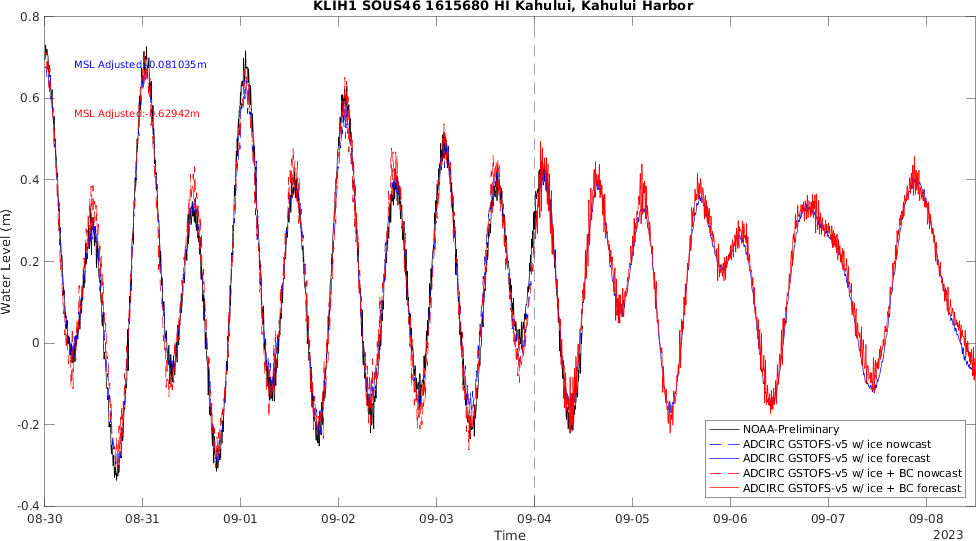 KLIH1 SOUS46 1615680 HI Kahului, Kahului Harbor
0.8
0.6
0.4
0.2
0
-0.2
-0.4
Water Level (m)
MSL Adjusted:-0.081035m
MSL Adjusted:-0.62942m
NOAA-Preliminary
ADCIRC GSTOFS-v5 w/ ice nowcast
ADCIRC GSTOFS-v5 w/ ice forecast
ADCIRC GSTOFS-v5 w/ ice + BC nowcast
ADCIRC GSTOFS-v5 w/ ice + BC forecast
08-30 08-31 09-01 09-02 09-03 09-04 09-05 09-06 09-07 09-08
Time
2023